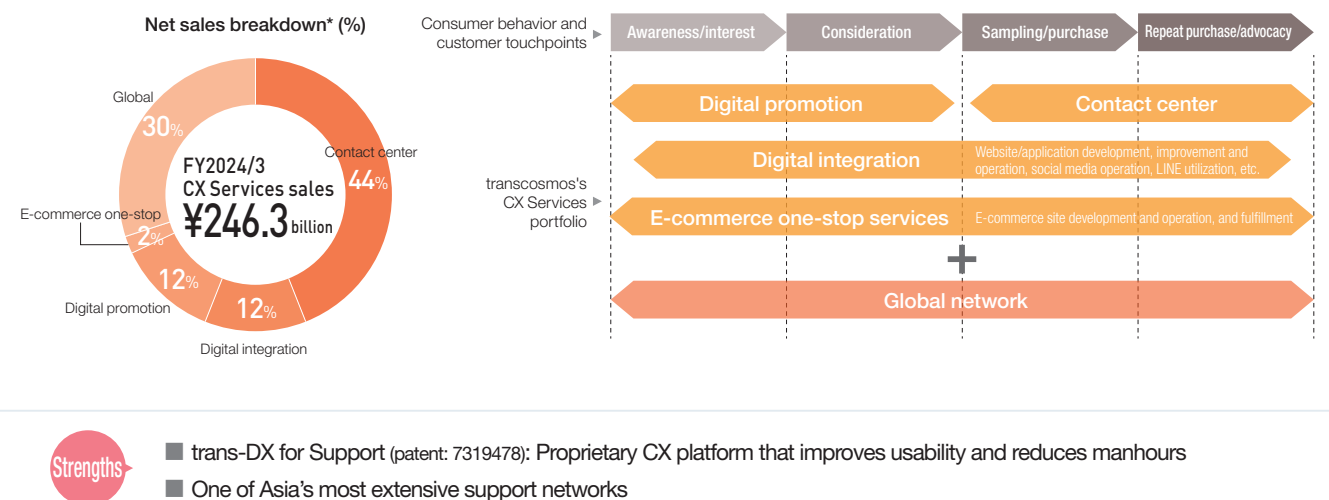 Net sales breakdown* (%)
Global
30%
Contact center
44%
FY2024/3
CX Services sales
¥246.3 billion
E-commerce one-stop
2%
12%
Digital promotion
12%
Digital integration
Consumer behavior and
customer touchpoints
Awareness/interest
Consideration
Sampling/purchase
Repeat purchase/advocacy
transcosmos's
CX Services
portfolio
Digital promotion
Contact center
Digital integration
Website/application development, improvement and
operation, social media operation, LINE utilization, etc.
E-commerce one-stop services
E-commerce site development and operation, and fulfillment
+
Global network
Strengths
trans-DX for Support (patent: 7319478): Proprietary CX platform that improves usability and reduces manhours
One of Asia's most extensive support networks